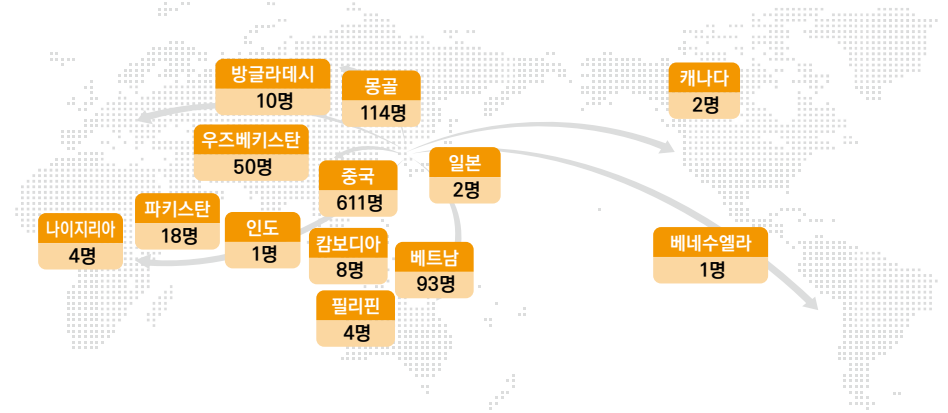 방글라데시
10명
몽골
114명
캐나다
2명
우즈베키스탄
50명
중국
611명
일본
2명
나이지리아
4명
파키스탄
18명
인도
1명
캄보디아
8명
베트남
93명
베네수엘라
1명
필리핀
4명